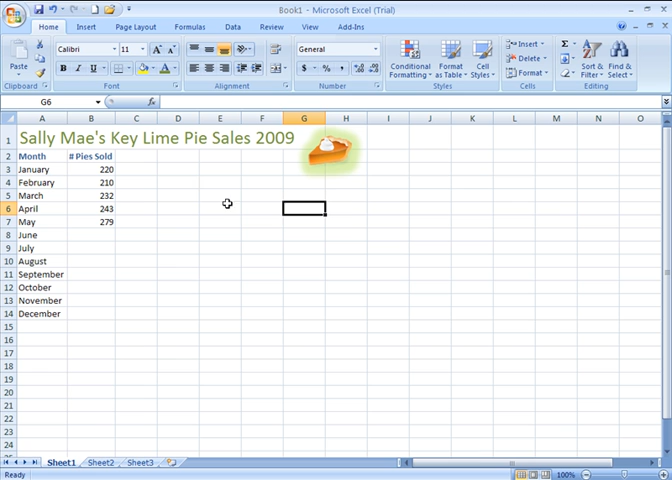 Book1 - Microsoft Excel (Trial)
Home Insert Page Layout Formulas Data Review View Add-Ins
Calibri 11 General
Paste
B I U
Conditional Formatting Format as Table Cell Styles
Insert
Delete
Format
Sort & Filter Find & Select
Clipboard Font Alignment Number Styles Cells Editing
G6 fx
A B C D E F G H I J K L M N O
1 Sally Mae's Key Lime Pie Sales 2009
2 Month # Pies Sold
3 January 220
4 February 210
5 March 232
6 April 243
7 May 279
8 June
9 July
10 August
11 September
12 October
13 November
14 December
15
16
17
18
19
20
21
22
23
24
Sheet1 Sheet2 Sheet3
Ready 100%